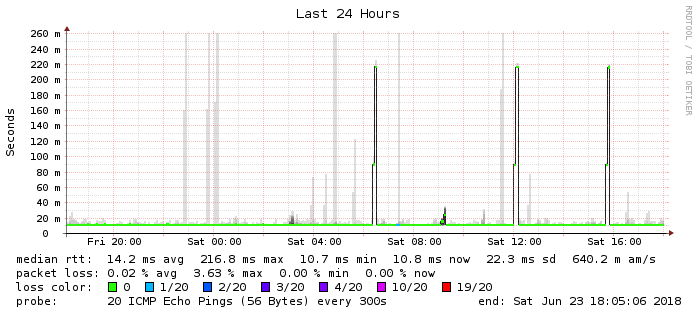 Last 24 Hours
RRDTOOL / TOBI OETIKER
Seconds
260 m
240 m
220 m
200 m
180 m
160 m
140 m
120 m
100 m
80 m
60 m
40 m
20 m
0
Fri 20:00 Sat 00:00 Sat 04:00 Sat 08:00 Sat 12:00 Sat 16:00
median rtt: 14.2 ms avg 216.8 ms max 10.7 ms min 10.8 ms now 22.3 ms sd 640.2 m am/s
packet loss: 0.02 % avg 3.63 % max 0.00 % min 0.00 % now
loss color: 0 1/20 2/20 3/20 4/20 10/20 19/20
probe: 20 ICMP Echo Pings (56 Bytes) every 300s end: Sat Jun 23 18:05:06 2018